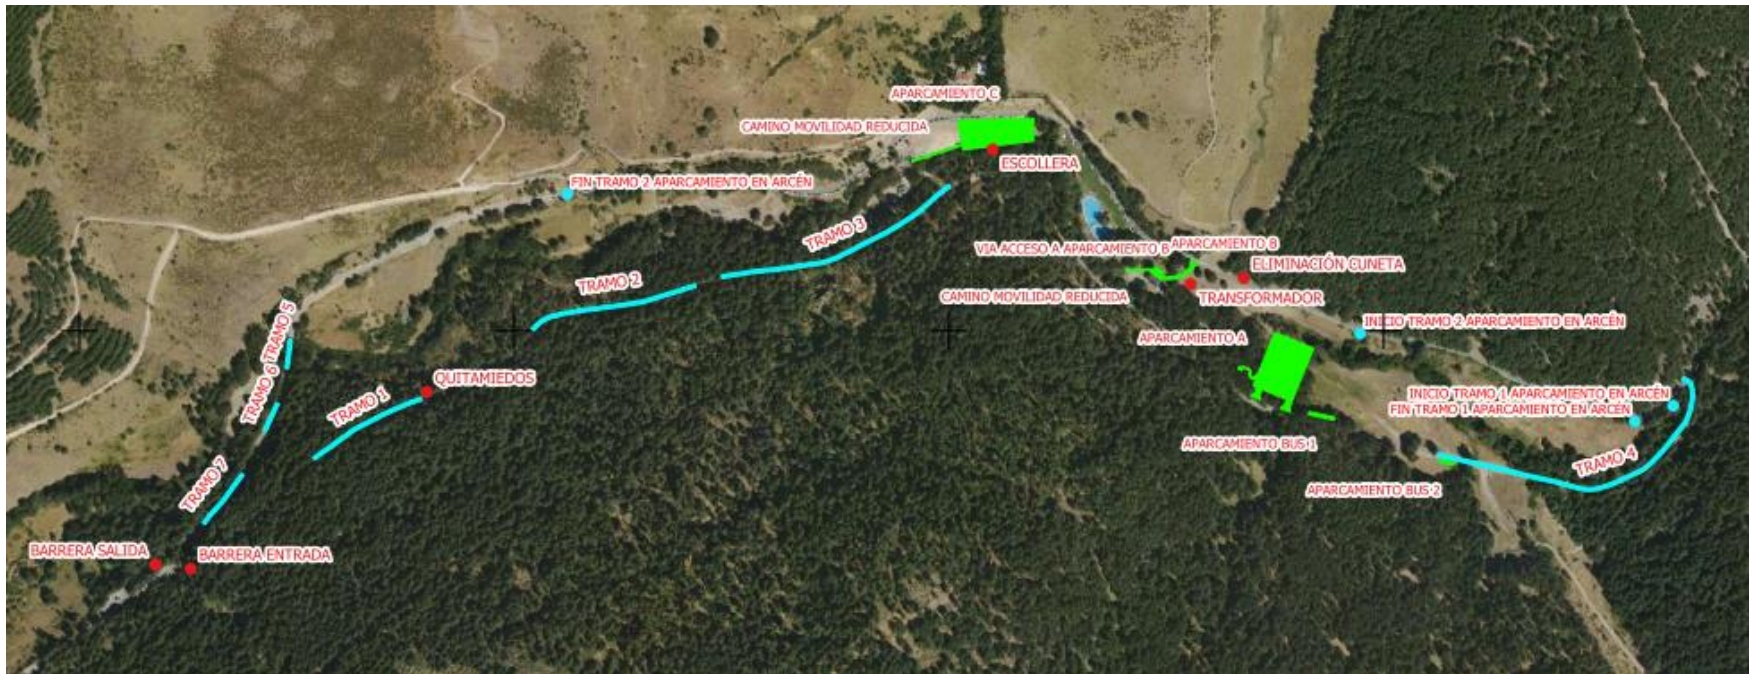 APARCAMIENTO C
CAMINO MOVILIDAD REDUCIDA
ESCOLLERA
FIN TRAMO 2 APARCAMIENTO EN ARCÉN
TRAMO 3
VIA ACCESO A APARCAMIENTO B
APARCAMIENTO B
ELIMINACIÓN CUNETA
TRAMO 2
CAMINO MOVILIDAD REDUCIDA
TRANSFORMADOR
TRAMO 5
INICIO TRAMO 2 APARCAMIENTO EN ARCÉN
APARCAMIENTO A
TRAMO 6
QUITAMIEDOS
TRAMO 1
INICIO TRAMO 1 APARCAMIENTO EN ARCÉN
FIN TRAMO 1 APARCAMIENTO EN ARCÉN
APARCAMIENTO BUS 1
TRAMO 4
TRAMO 7
APARCAMIENTO BUS 2
BARRERA SALIDA
BARRERA ENTRADA